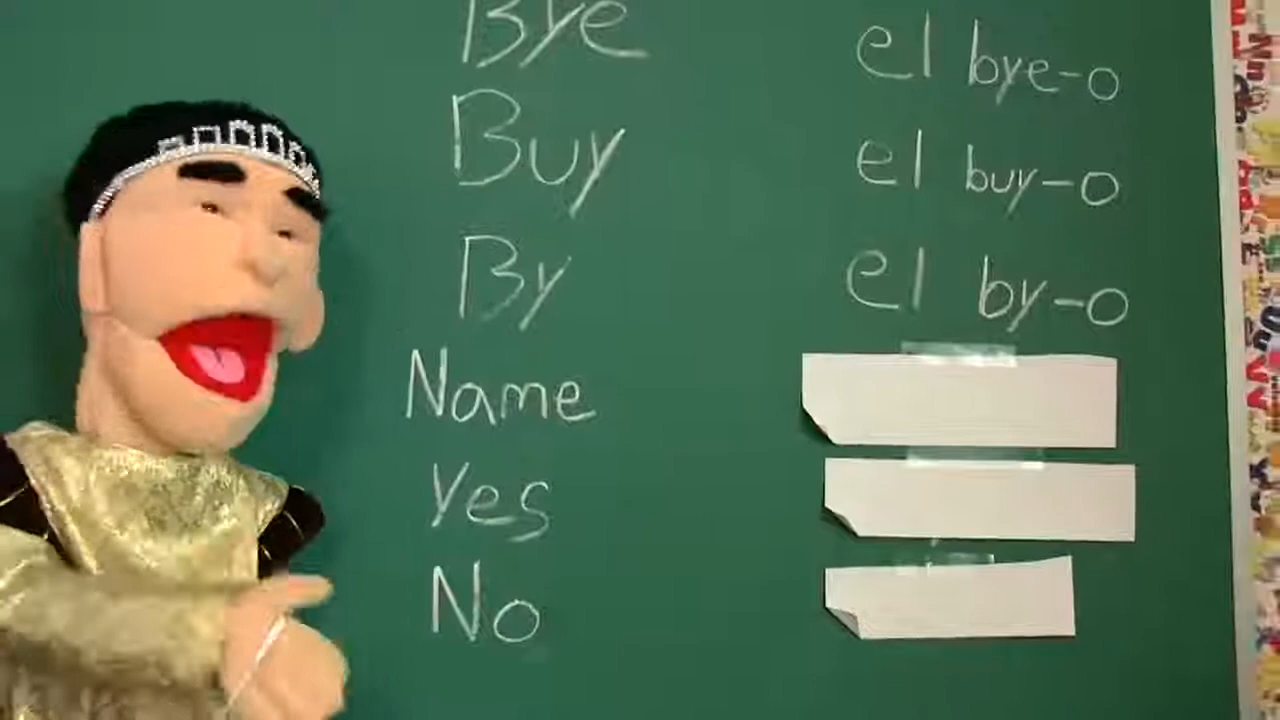 Bye el bye-o
Buy el buy-o
By el by-o
Name
Yes
No